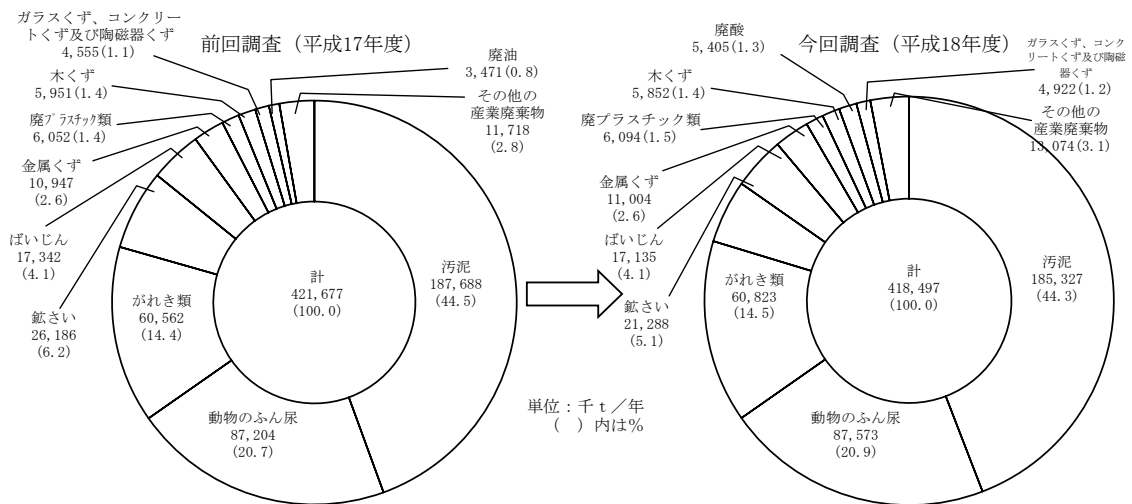 前回調査（平成17年度）
ガラスくず、コンクリー
トくず及び陶磁器くず
4,555(1.1)
木くず
5,951(1.4)
廃プラスチック類
6,052(1.4)
金属くず
10,947
(2.6)
ばいじん
17,342
(4.1)
鉱さい
26,186
(6.2)
がれき類
60,562
(14.4)
動物のふん尿
87,204
(20.7)
汚泥
187,688
(44.5)
廃油
3,471(0.8)
その他の
産業廃棄物
11,718
(2.8)
計
421,677
(100.0)
今回調査（平成18年度）
廃酸
5,405(1.3)
木くず
5,852(1.4)
廃プラスチック類
6,094(1.5)
金属くず
11,004
(2.6)
ばいじん
17,135
(4.1)
鉱さい
21,288
(5.1)
がれき類
60,823
(14.5)
動物のふん尿
87,573
(20.9)
汚泥
185,327
(44.3)
ガラスくず、コンク
リートくず及び陶磁
器くず
4,922(1.2)
その他の
産業廃棄物
13,074(3.1)
計
418,497
(100.0)
単位：千ｔ／年
（　）内は%